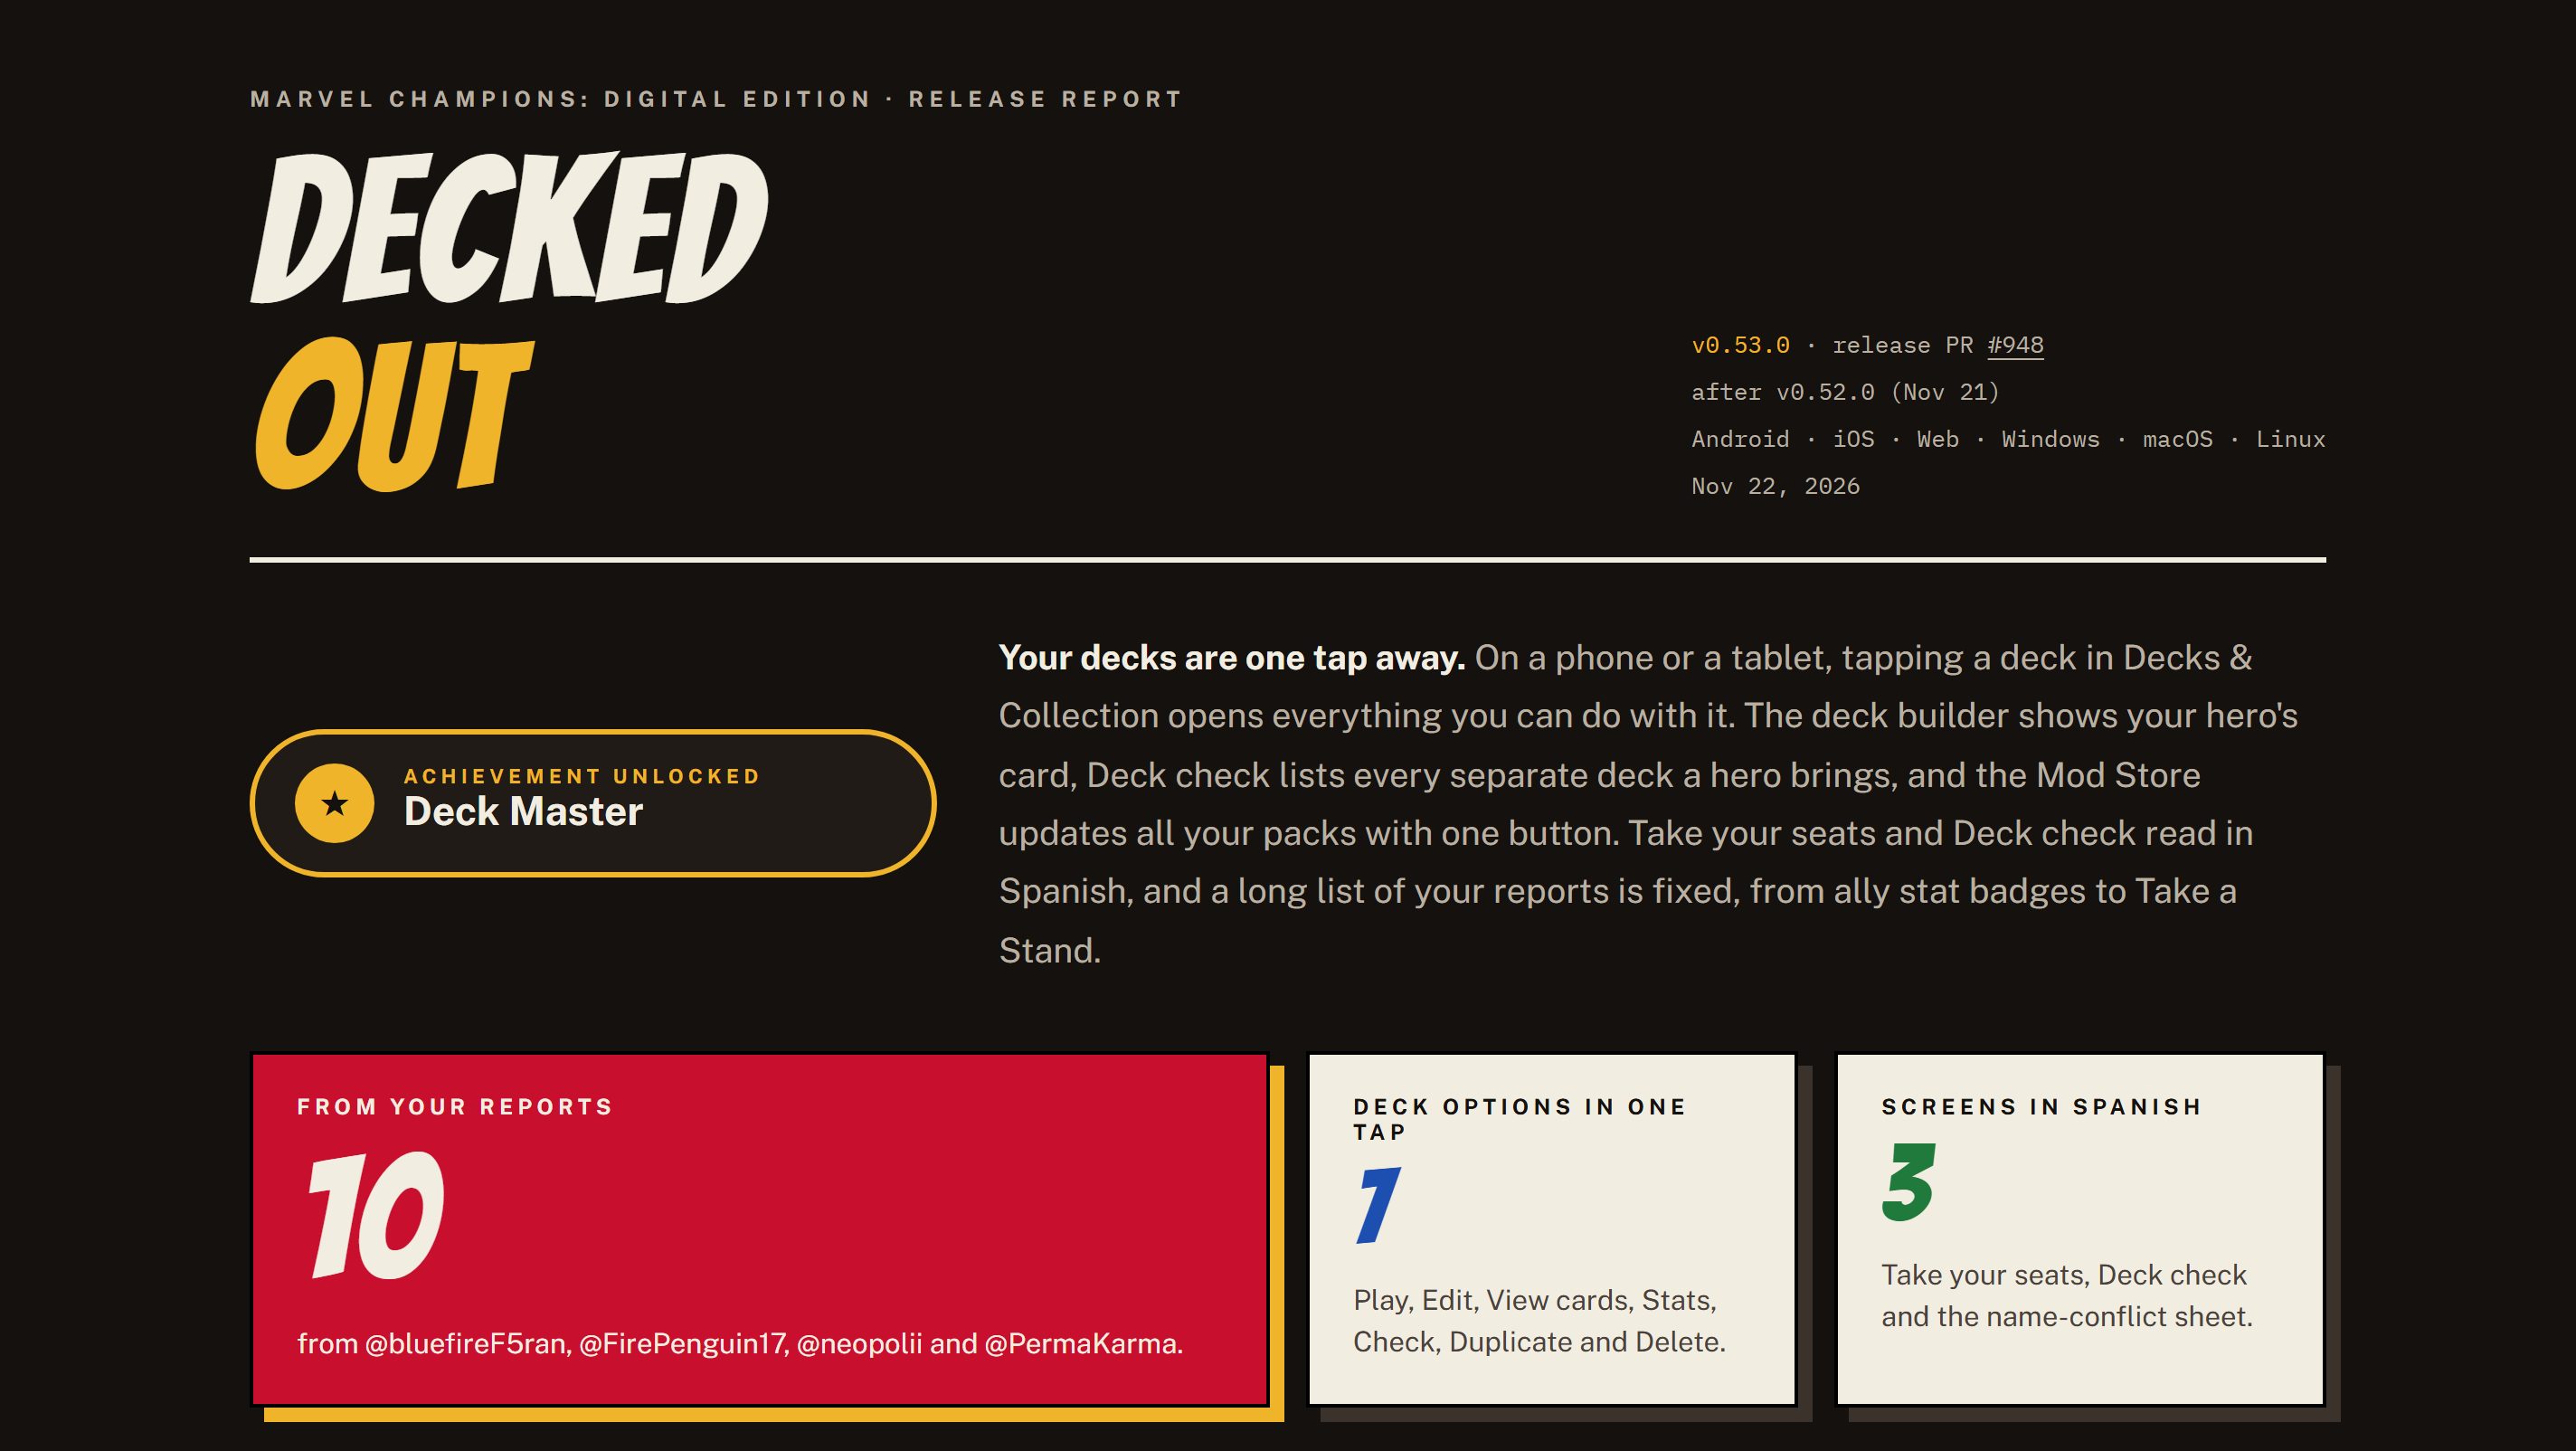 MARVEL CHAMPIONS: DIGITAL EDITION · RELEASE REPORT
DECKED
OUT
v0.53.0 · release PR #948
after v0.52.0 (Nov 21)
Android · iOS · Web · Windows · macOS · Linux
Nov 22, 2026
ACHIEVEMENT UNLOCKED
Deck Master
Your decks are one tap away. On a phone or a tablet, tapping a deck in Decks &
Collection opens everything you can do with it. The deck builder shows your hero's
card, Deck check lists every separate deck a hero brings, and the Mod Store
updates all your packs with one button. Take your seats and Deck check read in
Spanish, and a long list of your reports is fixed, from ally stat badges to Take a
Stand.
FROM YOUR REPORTS
10
from @bluefireF5ran, @FirePenguin17, @neopolii and @PermaKarma.
DECK OPTIONS IN ONE
TAP
1
Play, Edit, View cards, Stats,
Check, Duplicate and Delete.
SCREENS IN SPANISH
3
Take your seats, Deck check
and the name-conflict sheet.